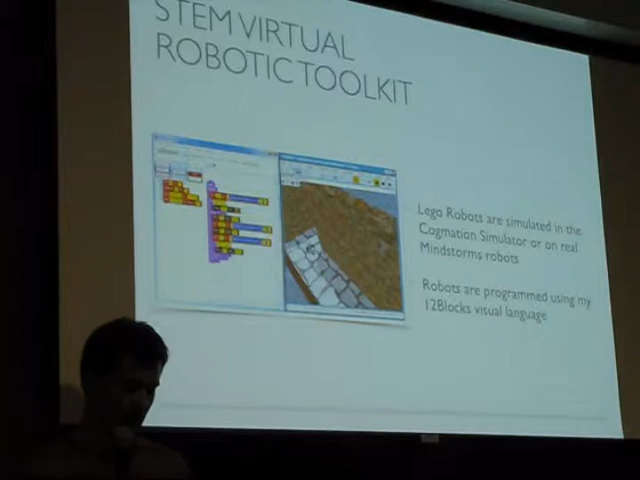 STEM VIRTUAL
ROBOTIC TOOLKIT
Lego Robots are simulated in the
Cogmation Simulator or on real
Mindstorms robots
Robots are programmed using my
12Blocks visual language